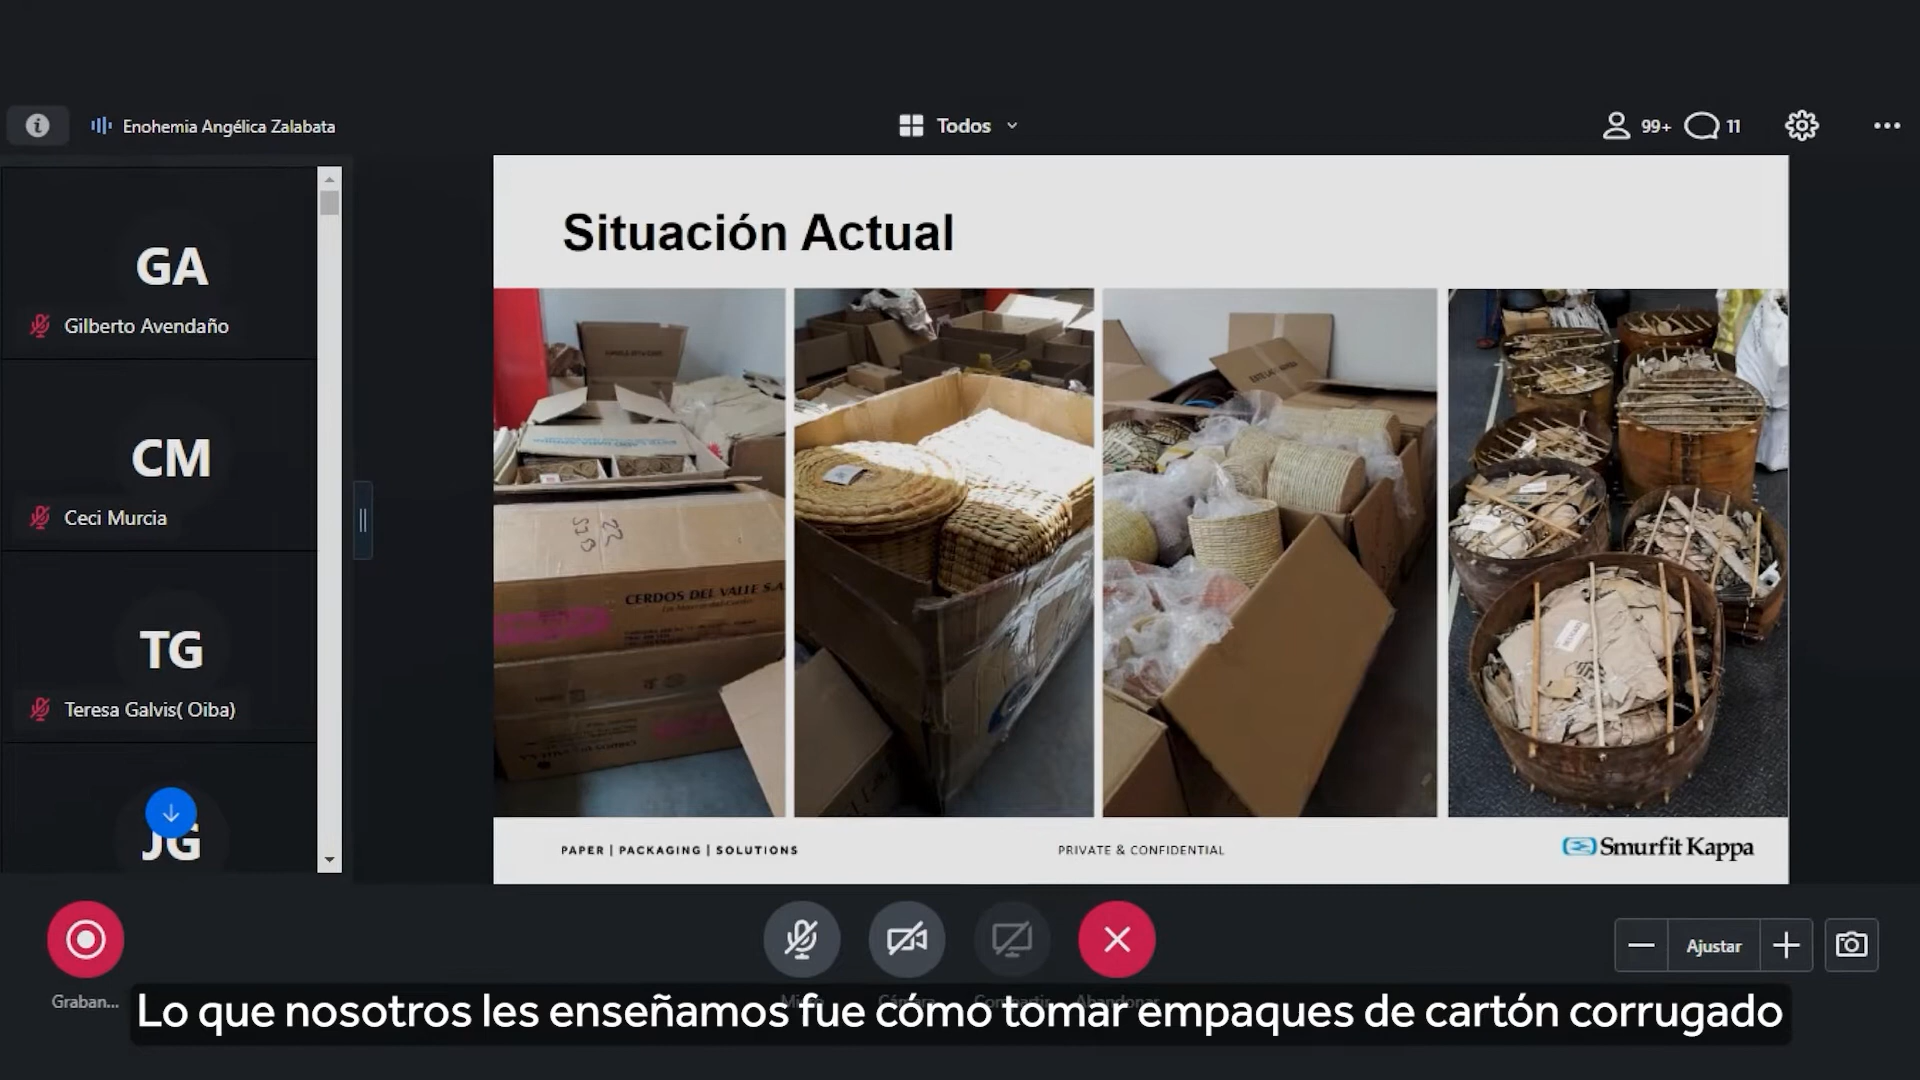 Enohemia Angélica Zalabata
Todos
99+
11
GA
Gilberto Avendaño
CM
Ceci Murcia
TG
Teresa Galvis( Oiba)
JG
Situación Actual
CERDOS DEL VALLE S.A.
PAPER | PACKAGING | SOLUTIONS
PRIVATE & CONFIDENTIAL
Smurfit Kappa
Ajustar
Graban...
Lo que nosotros les enseñamos fue cómo tomar empaques de cartón corrugado